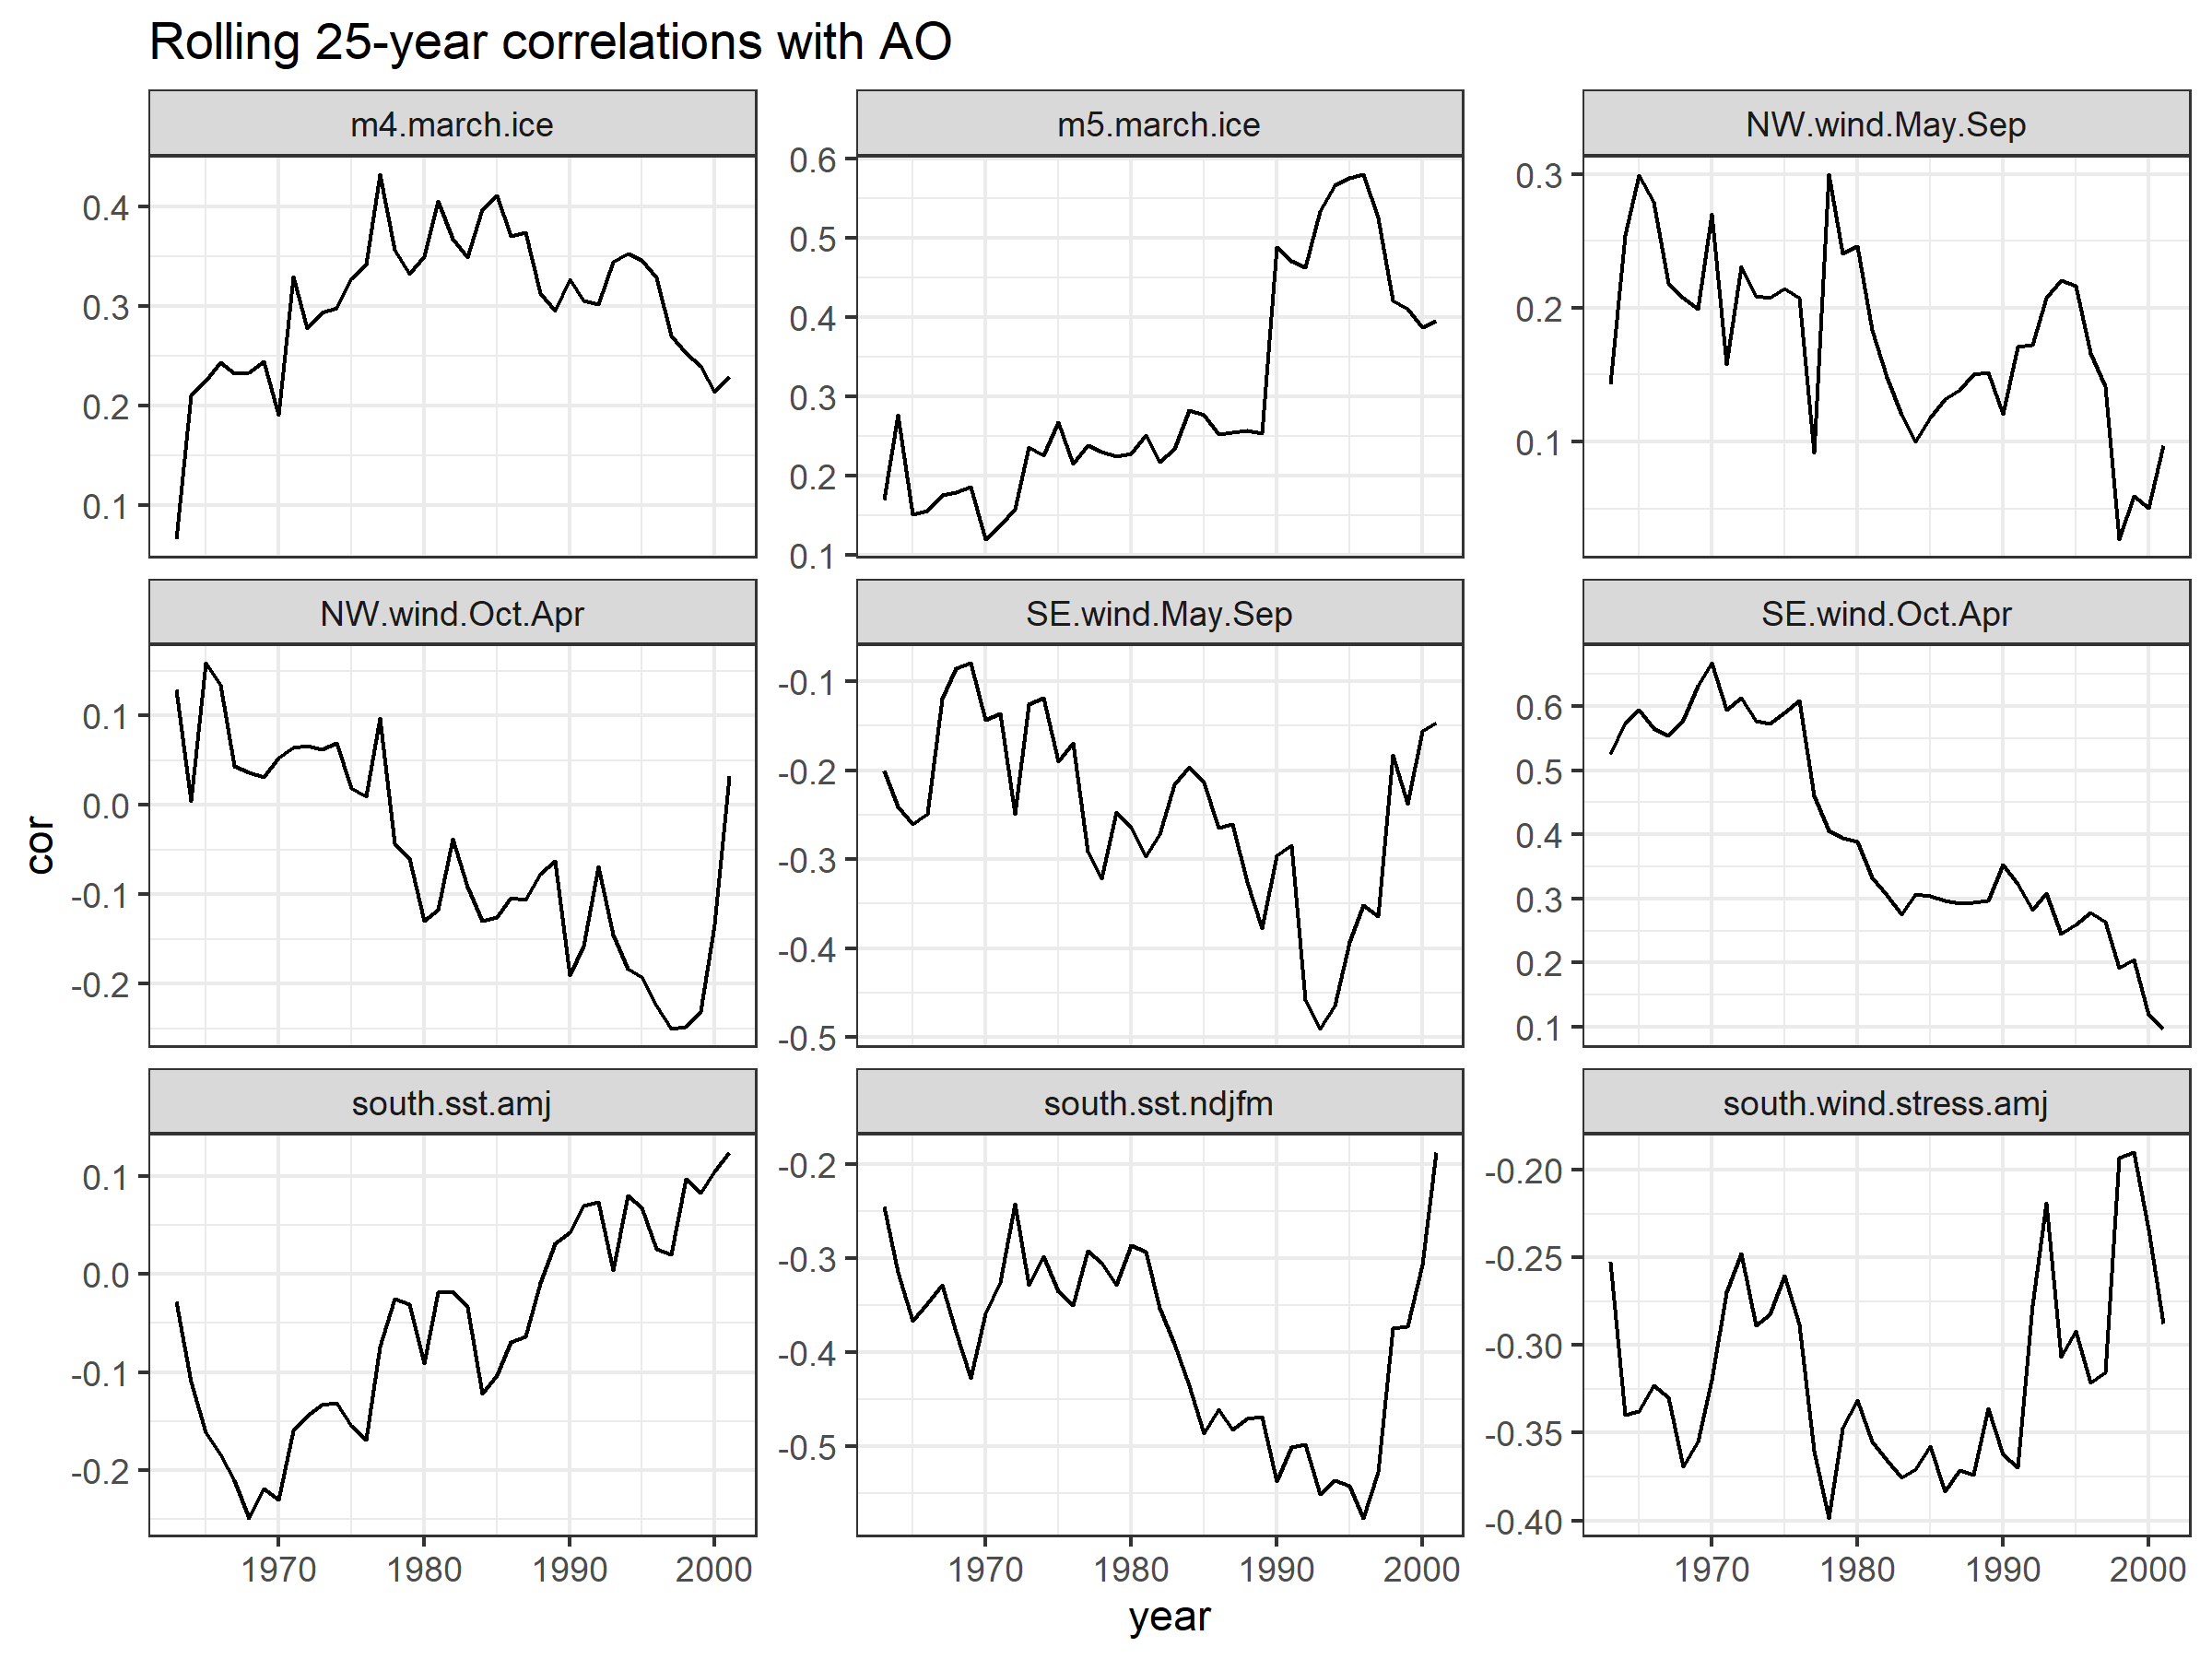 Rolling 25-year correlations with AO
m4.march.ice
m5.march.ice
NW.wind.May.Sep
0.4
0.3
0.2
0.1
0.6
0.5
0.4
0.3
0.2
0.1
0.3
0.2
0.1
NW.wind.Oct.Apr
SE.wind.May.Sep
SE.wind.Oct.Apr
0.1
0.0
-0.1
-0.2
-0.1
-0.2
-0.3
-0.4
-0.5
0.6
0.5
0.4
0.3
0.2
0.1
cor
south.sst.amj
south.sst.ndjfm
south.wind.stress.amj
0.1
0.0
-0.1
-0.2
-0.2
-0.3
-0.4
-0.5
-0.20
-0.25
-0.30
-0.35
-0.40
1970 1980 1990 2000
1970 1980 1990 2000
1970 1980 1990 2000
year